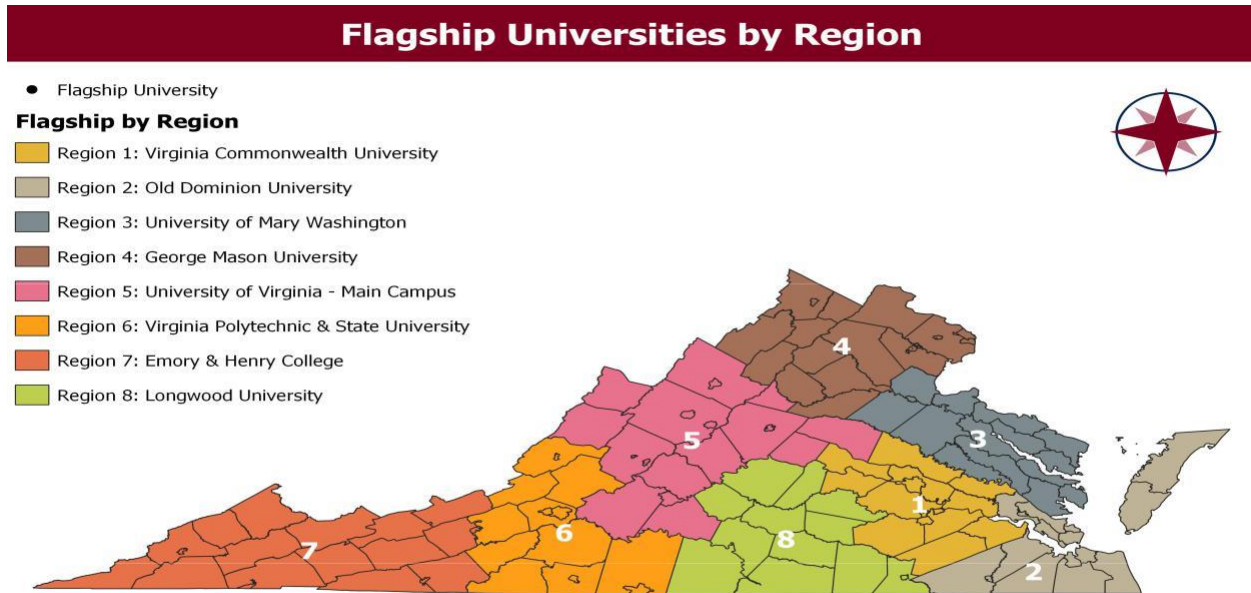 Flagship Universities by Region
Flagship University
Flagship by Region
Region 1: Virginia Commonwealth University
Region 2: Old Dominion University
Region 3: University of Mary Washington
Region 4: George Mason University
Region 5: University of Virginia - Main Campus
Region 6: Virginia Polytechnic & State University
Region 7: Emory & Henry College
Region 8: Longwood University
4
5
3
1
6
8
7
2